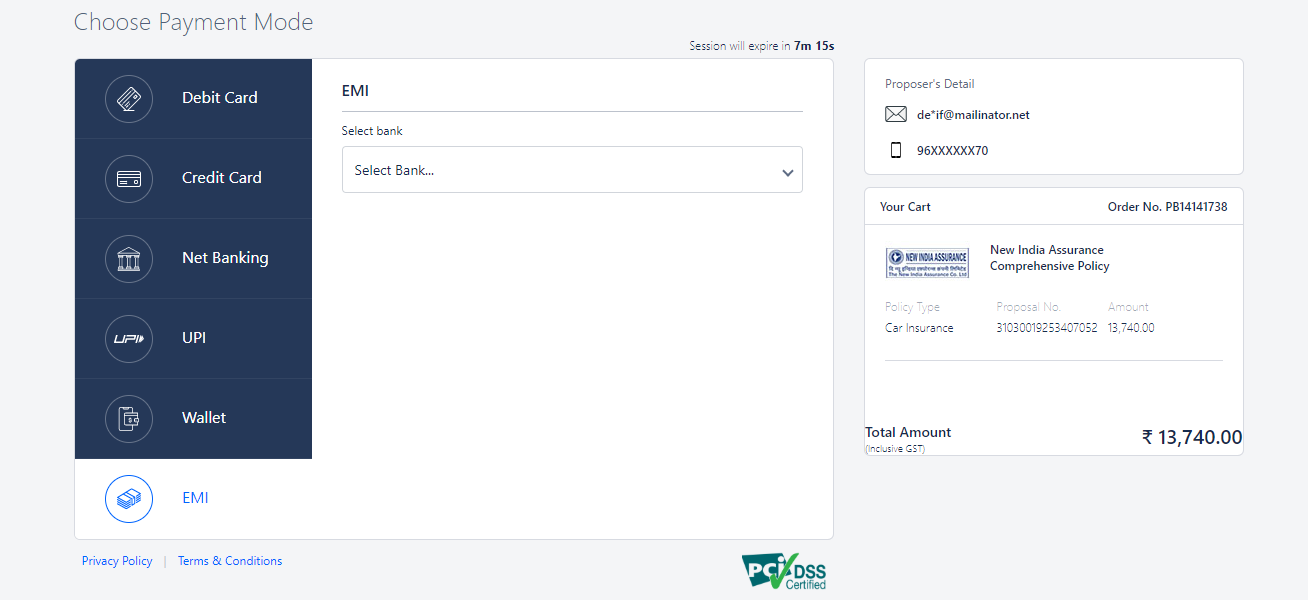 Choose Payment Mode
Session will expire in 7m 15s
Debit Card
Credit Card
Net Banking
UPI
UPI
Wallet
EMI
EMI
Select bank
Select Bank...
Proposer's Detail
de*if@mailinator.net
96XXXXXX70
Your Cart
Order No. PB14141738
NEW INDIA ASSURANCE
The New India Assurance Co. Ltd
New India Assurance
Comprehensive Policy
Policy Type Proposal No. Amount
Car Insurance 31030019253407052 13,740.00
Total Amount
(Inclusive GST)
₹ 13,740.00
Privacy Policy | Terms & Conditions
PCI DSS
Certified